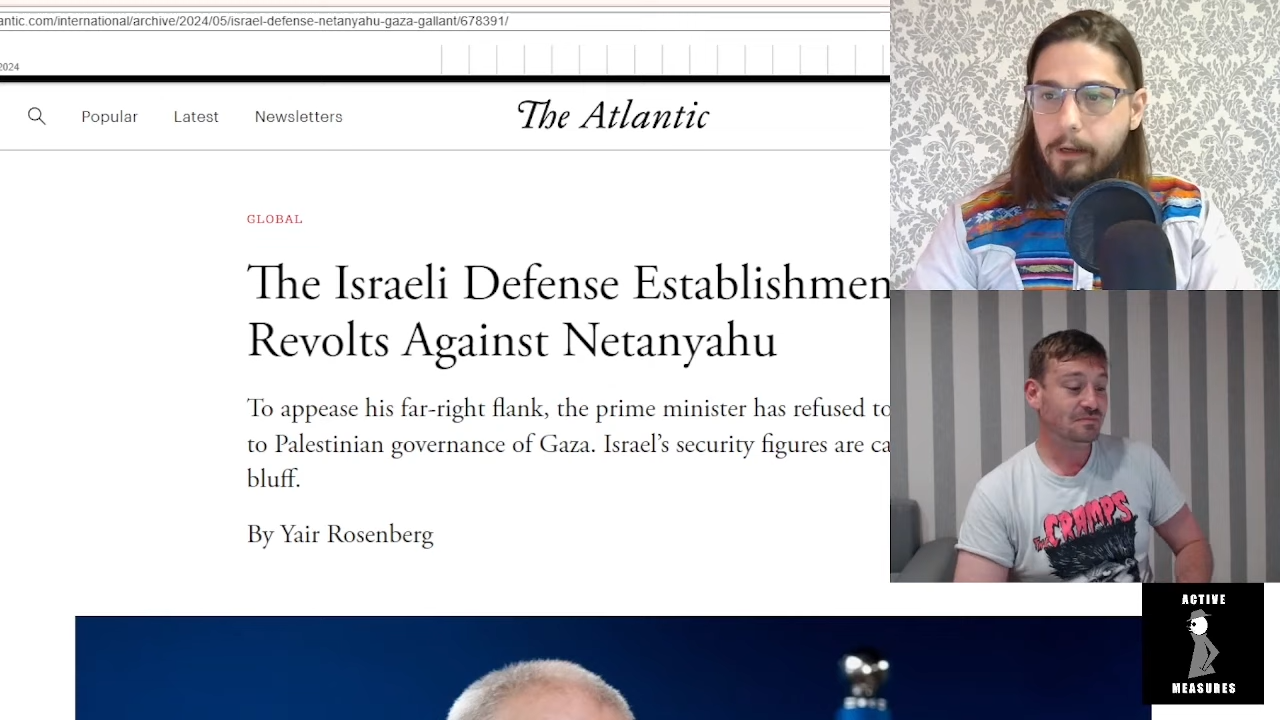 antic.com/international/archive/2024/05/israel-defense-netanyahu-gaza-gallant/678391/
2024
Popular
Latest
Newsletters
The Atlantic
GLOBAL
The Israeli Defense Establishmen
Revolts Against Netanyahu
To appease his far-right flank, the prime minister has refused to
to Palestinian governance of Gaza. Israel’s security figures are ca
bluff.
By Yair Rosenberg
The
CRAMPS
ACTIVE
MEASURES